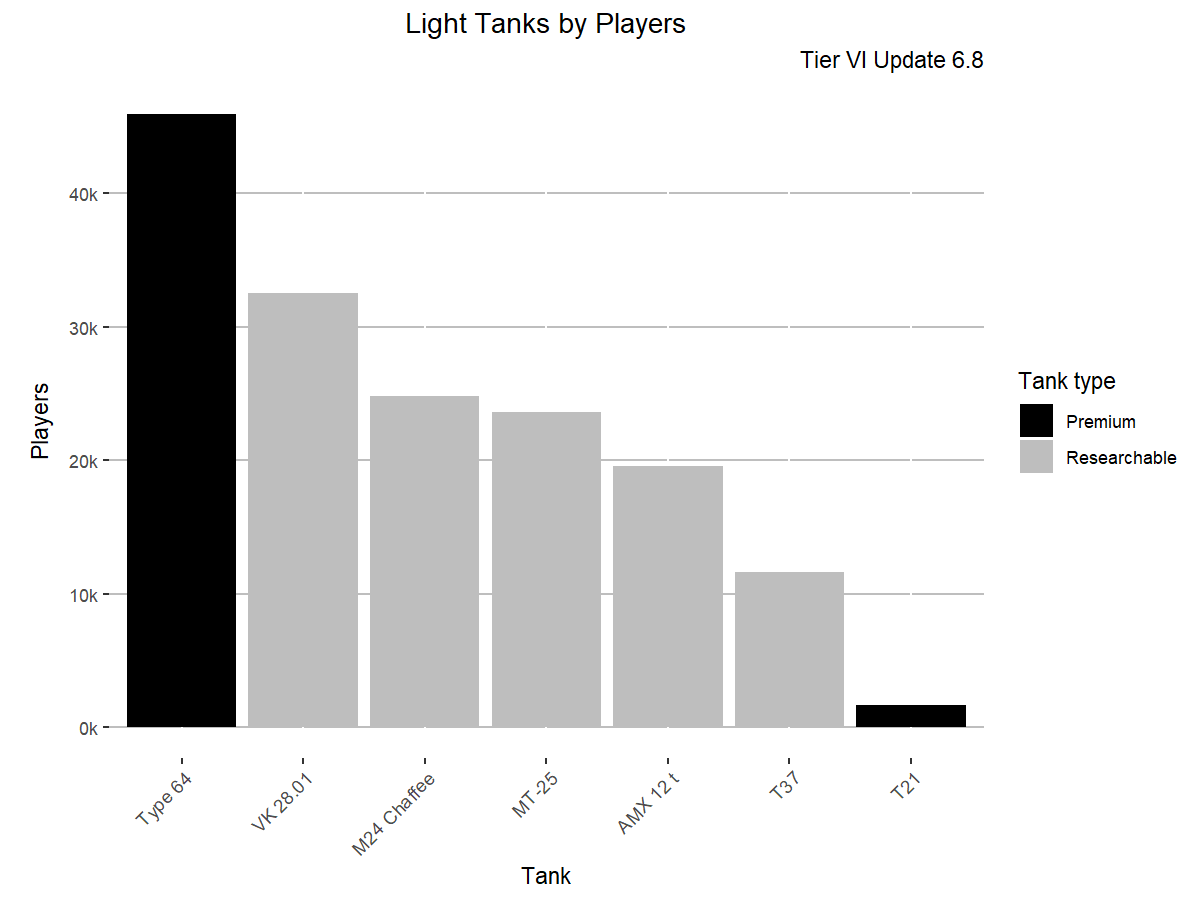 Light Tanks by Players
Tier VI Update 6.8
40k
30k
20k
10k
0k
Players
Type 64
VK 28.01
M24 Chaffee
MT-25
AMX 12 t
T37
T21
Tank
Tank type
Premium
Researchable